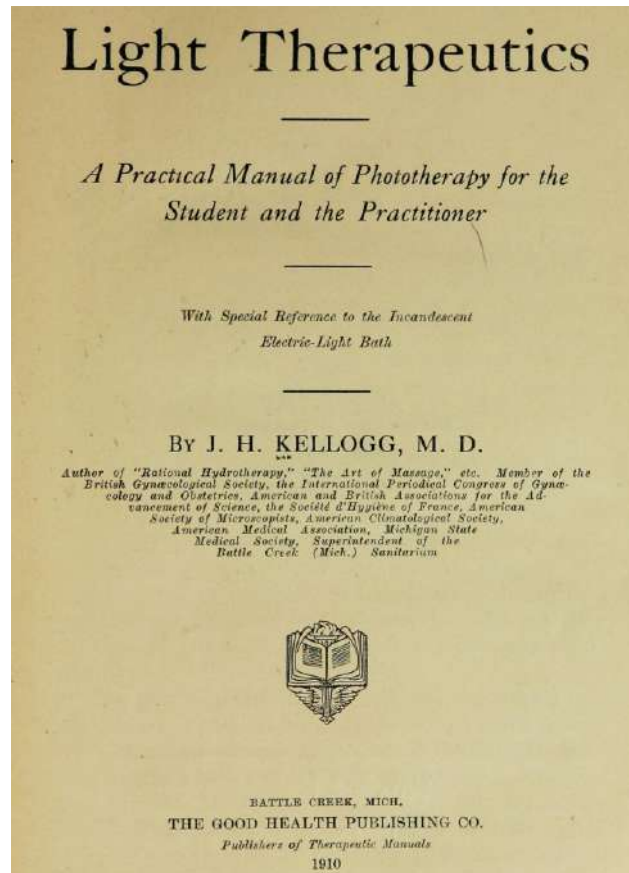 Light Therapeutics
A Practical Manual of Phototherapy for the
Student and the Practitioner
With Special Reference to the Incandescent
Electric-Light Bath
By J. H. KELLOGG, M. D.
Author of "Rational Hydrotherapy," "The Art of Massage," etc. Member of the
British Gynæcological Society, the International Periodical Congress of Gynæ-
cology and Obstetrics, American and British Associations for the Ad-
vancement of Science, the Société d'Hygiène of France, American
Society of Microscopists, American Climatological Society,
American Medical Association, Michigan State
Medical Society, Superintendent of the
Battle Creek (Mich.) Sanitarium
BATTLE CREEK, MICH.
THE GOOD HEALTH PUBLISHING CO.
Publishers of Therapeutic Manuals
1910